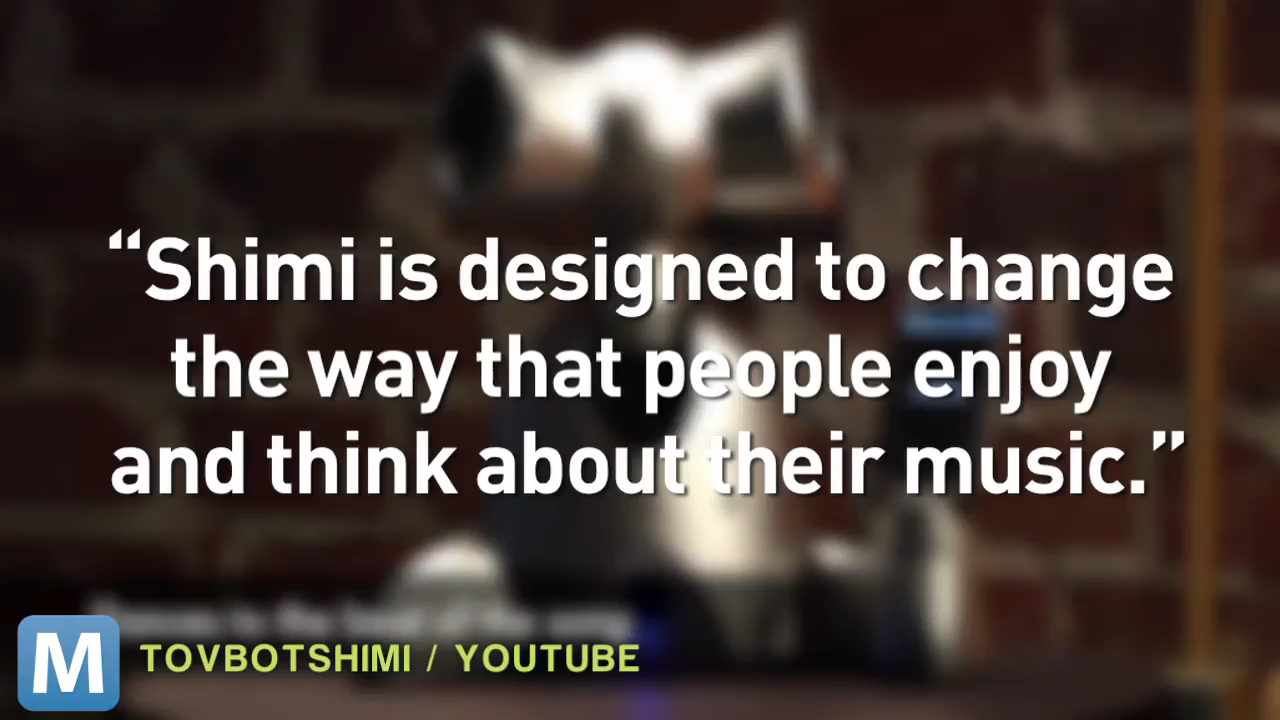 “Shimi is designed to change
the way that people enjoy
and think about their music.”
M
TOVBOTSHIMI / YOUTUBE